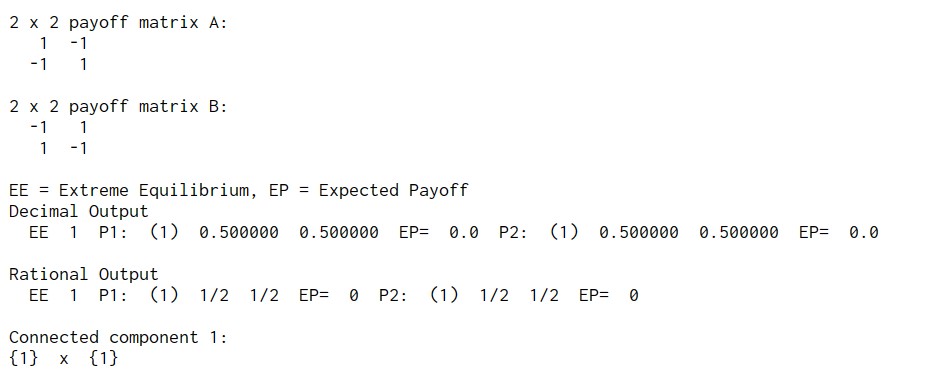 2 x 2 payoff matrix A:
1 -1
-1 1
2 x 2 payoff matrix B:
-1 1
1 -1
EE = Extreme Equilibrium, EP = Expected Payoff
Decimal Output
EE 1 P1: (1) 0.500000 0.500000 EP= 0.0 P2: (1) 0.500000 0.500000 EP= 0.0
Rational Output
EE 1 P1: (1) 1/2 1/2 EP= 0 P2: (1) 1/2 1/2 EP= 0
Connected component 1:
{1} x {1}